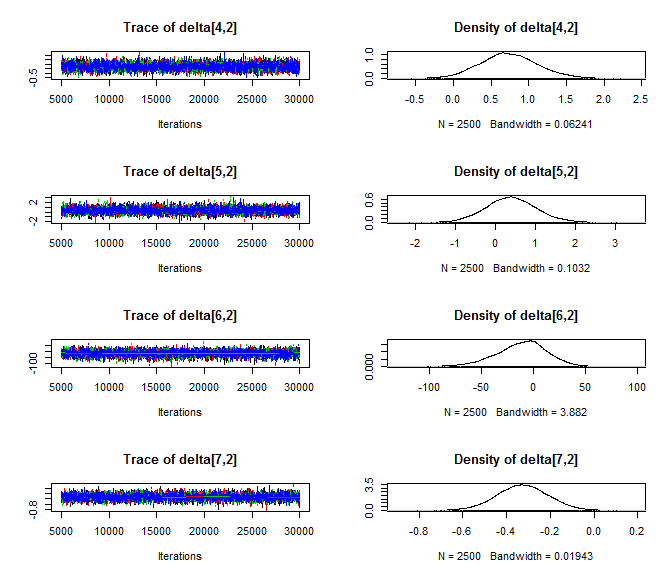 Trace of delta[4,2]
-0.5
5000 10000 15000 20000 25000 30000
Iterations
Density of delta[4,2]
0.0 1.0
-0.5 0.0 0.5 1.0 1.5 2.0 2.5
N = 2500 Bandwidth = 0.06241
Trace of delta[5,2]
-2 2
5000 10000 15000 20000 25000 30000
Iterations
Density of delta[5,2]
0.0 0.6
-2 -1 0 1 2 3
N = 2500 Bandwidth = 0.1032
Trace of delta[6,2]
-100
5000 10000 15000 20000 25000 30000
Iterations
Density of delta[6,2]
0.000
-100 -50 0 50 100
N = 2500 Bandwidth = 3.882
Trace of delta[7,2]
-0.8
5000 10000 15000 20000 25000 30000
Iterations
Density of delta[7,2]
0.0 3.5
-0.8 -0.6 -0.4 -0.2 0.0 0.2
N = 2500 Bandwidth = 0.01943